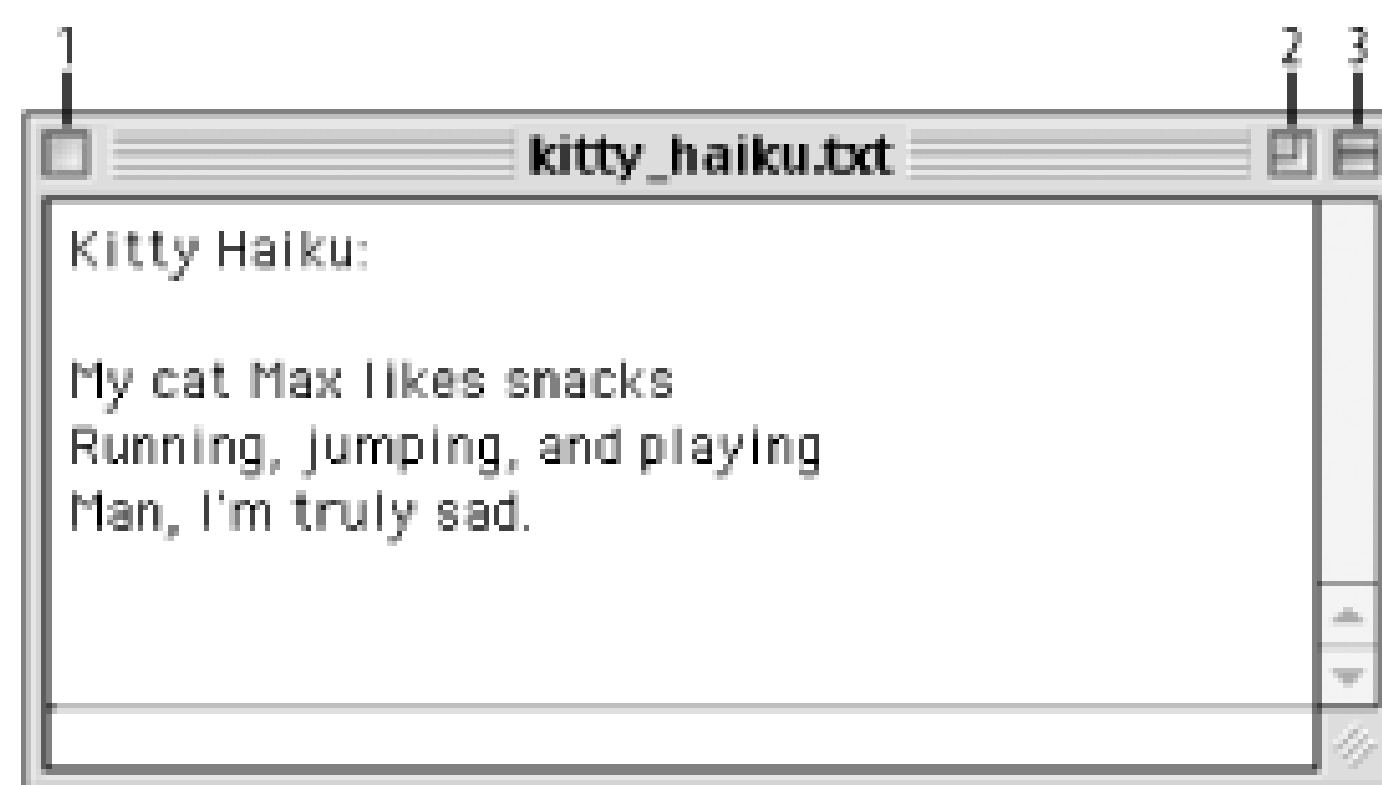 1 2 3
kitty_haiku.txt
Kitty Haiku:
My cat Max likes snacks
Running, jumping, and playing
Man, I'm truly sad.